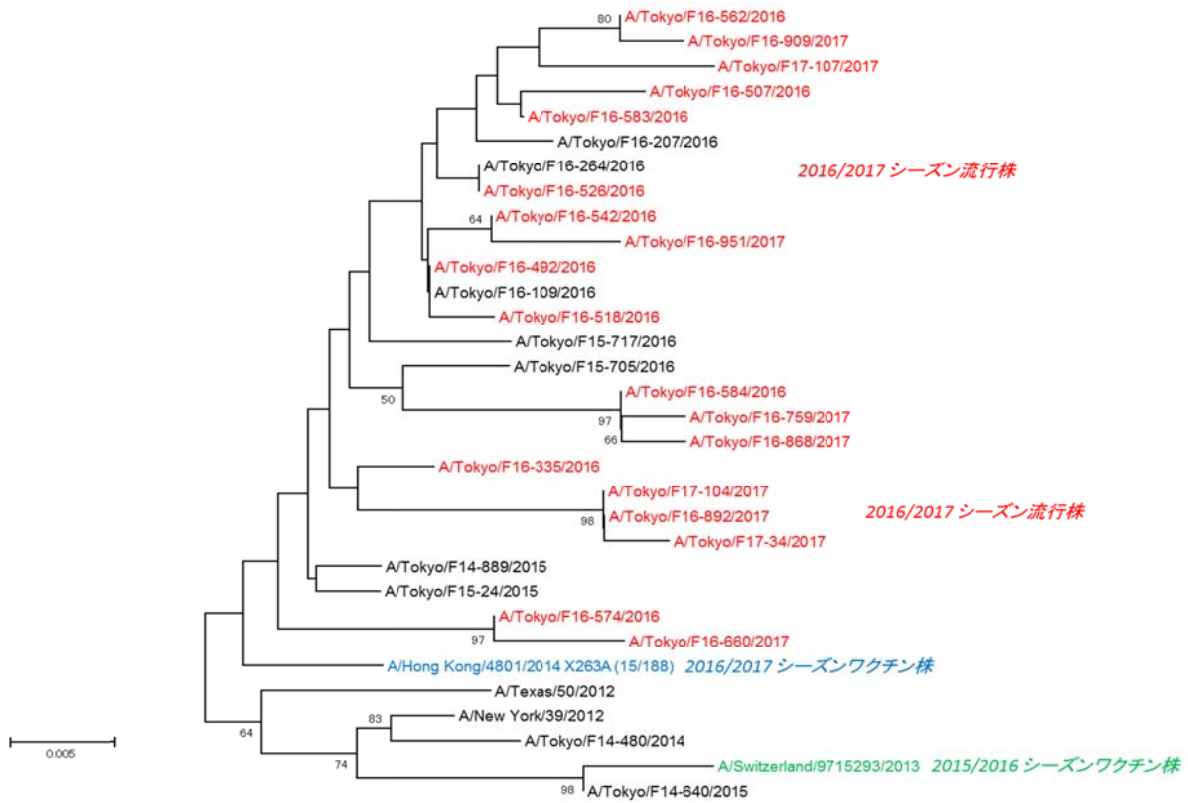 80
A/Tokyo/F16-562/2016
A/Tokyo/F16-909/2017
A/Tokyo/F17-107/2017
A/Tokyo/F16-507/2016
A/Tokyo/F16-583/2016
A/Tokyo/F16-207/2016
A/Tokyo/F16-264/2016
2016/2017 シーズン流行株
A/Tokyo/F16-526/2016
64
A/Tokyo/F16-542/2016
A/Tokyo/F16-951/2017
A/Tokyo/F16-492/2016
A/Tokyo/F16-109/2016
A/Tokyo/F16-518/2016
A/Tokyo/F15-717/2016
A/Tokyo/F15-705/2016
50
A/Tokyo/F16-584/2016
97
A/Tokyo/F16-759/2017
66
A/Tokyo/F16-868/2017
A/Tokyo/F16-335/2016
A/Tokyo/F17-104/2017
98
A/Tokyo/F16-892/2017
2016/2017 シーズン流行株
A/Tokyo/F17-34/2017
A/Tokyo/F14-889/2015
A/Tokyo/F15-24/2015
A/Tokyo/F16-574/2016
97
A/Tokyo/F16-660/2017
A/Hong Kong/4801/2014 X263A (15/188) 2016/2017 シーズンワクチン株
A/Texas/50/2012
64
83
A/New York/39/2012
A/Tokyo/F14-480/2014
74
A/Switzerland/9715293/2013 2015/2016 シーズンワクチン株
98
A/Tokyo/F14-640/2015
0.005